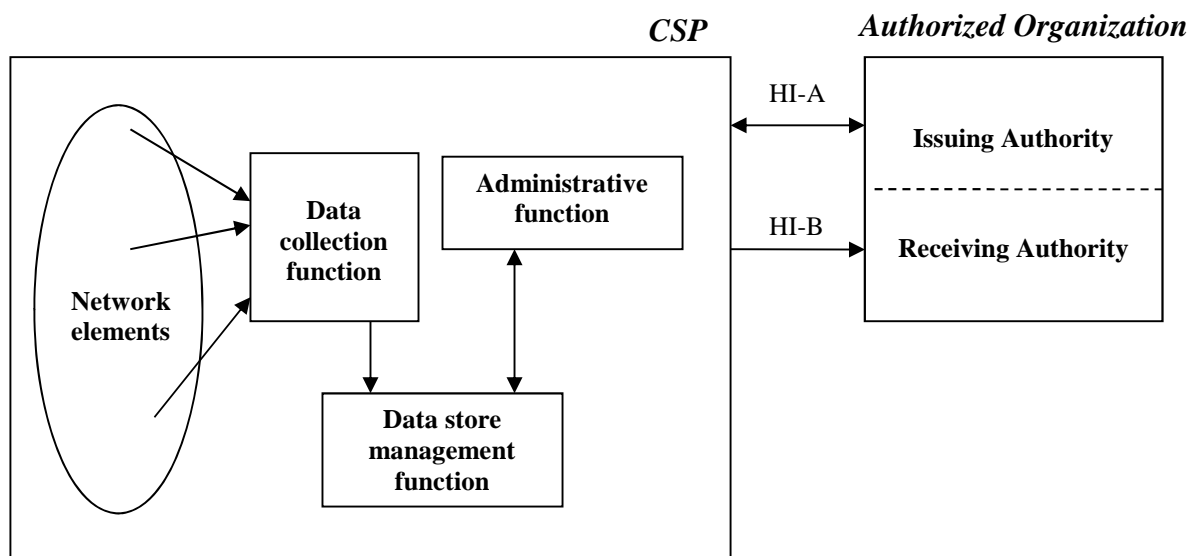 CSP
Authorized Organization
HI-A
Issuing Authority
Administrative
function
Data
collection
function
HI-B
Receiving Authority
Network
elements
Data store
management
function